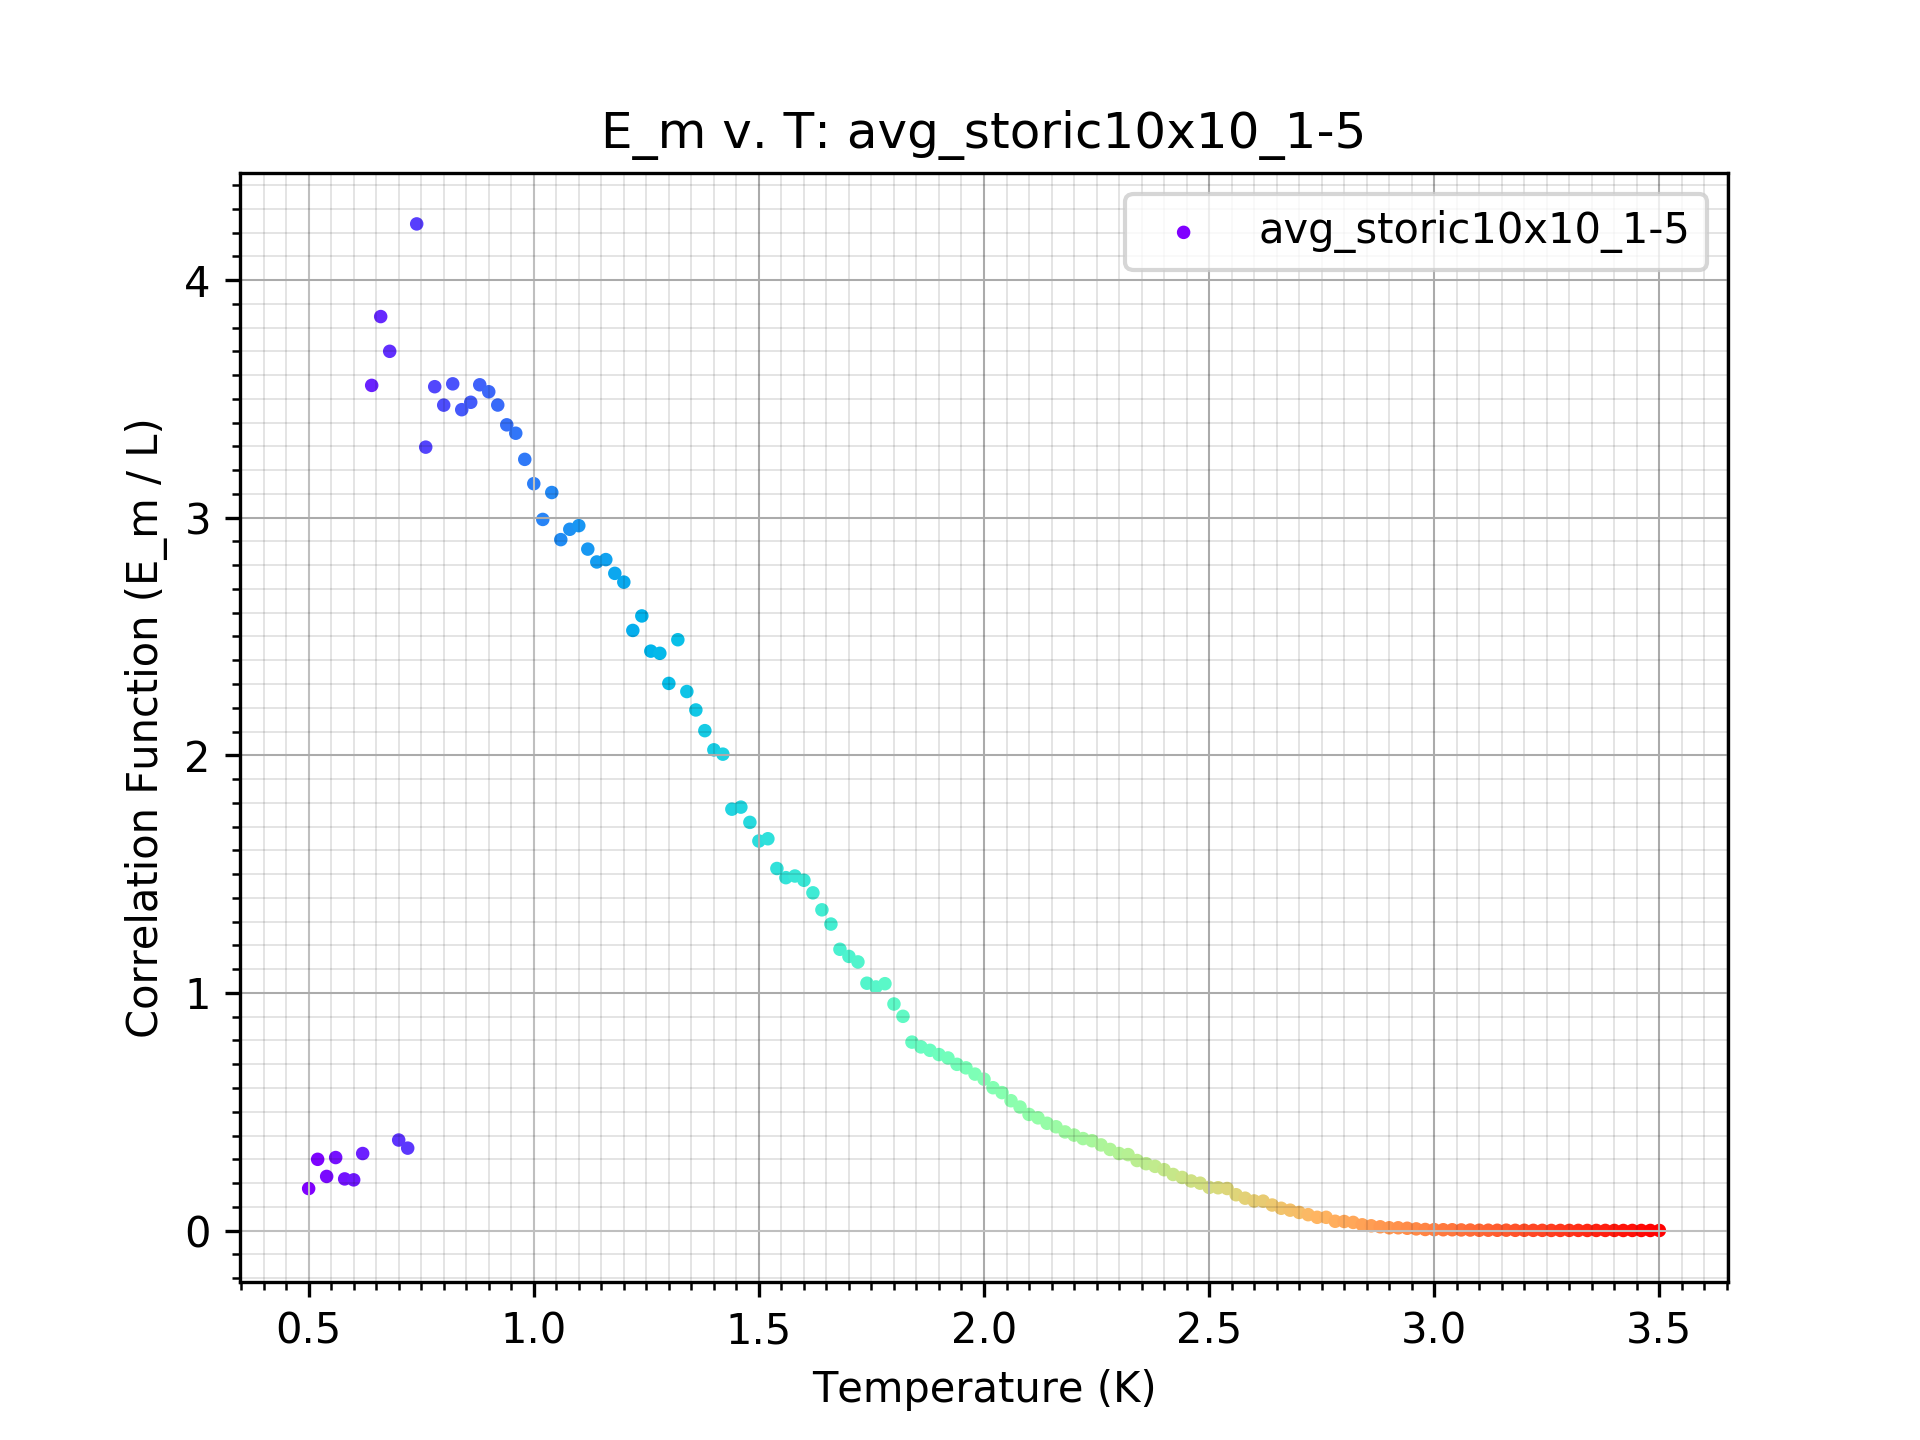 E_m v. T: avg_storic10x10_1-5
avg_storic10x10_1-5
Correlation Function (E_m / L)
4
3
2
1
0
0.5 1.0 1.5 2.0 2.5 3.0 3.5
Temperature (K)